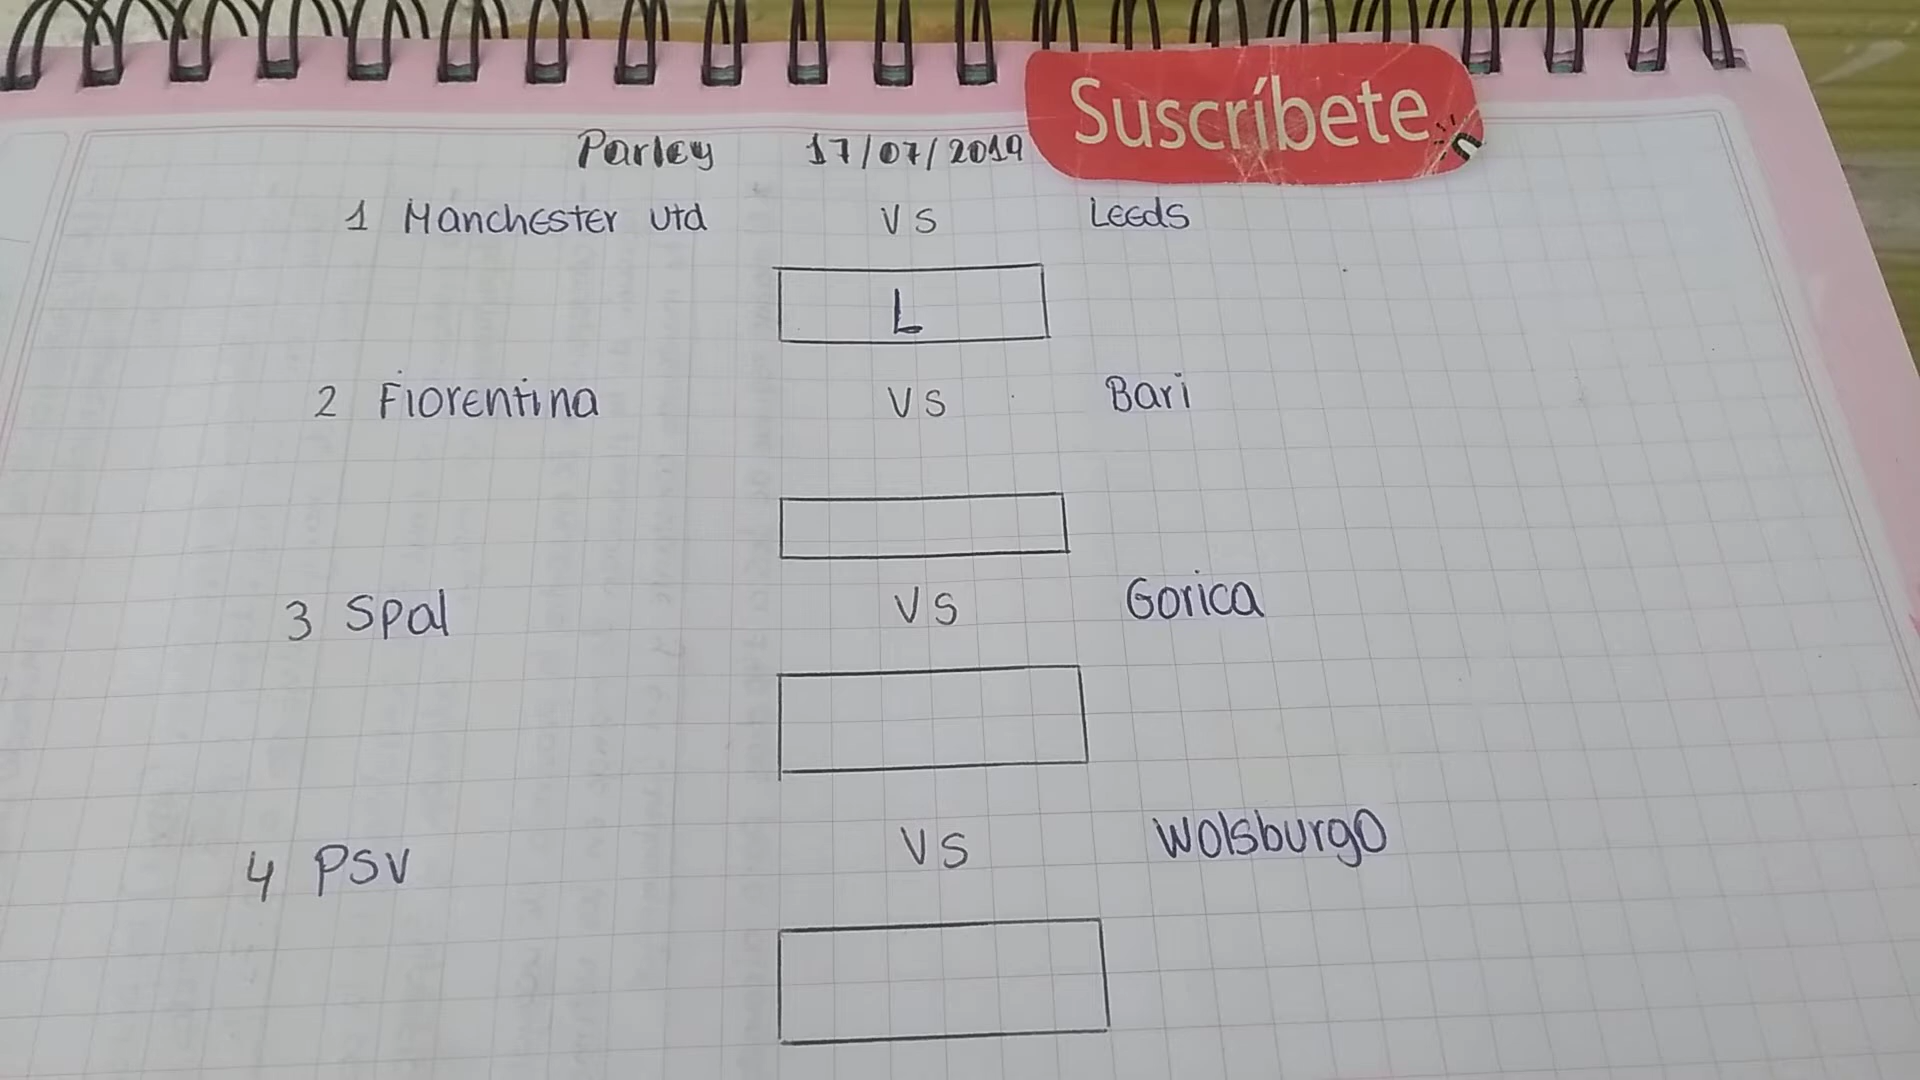 Suscríbete
Parley 17/07/2019
1 Manchester Utd VS Leeds
L
2 Fiorentina VS Bari
3 Spal VS Gorica
4 PSV VS Wolsburgo